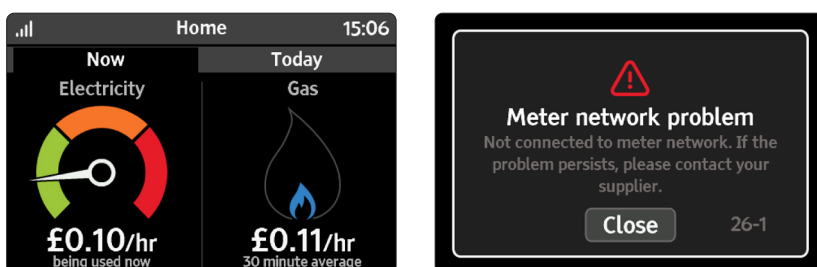 Home 15:06
Now Today
Electricity Gas
£0.10/hr £0.11/hr
being used now 30 minute average
Meter network problem
Not connected to meter network. If the
problem persists, please contact your
supplier.
Close 26-1